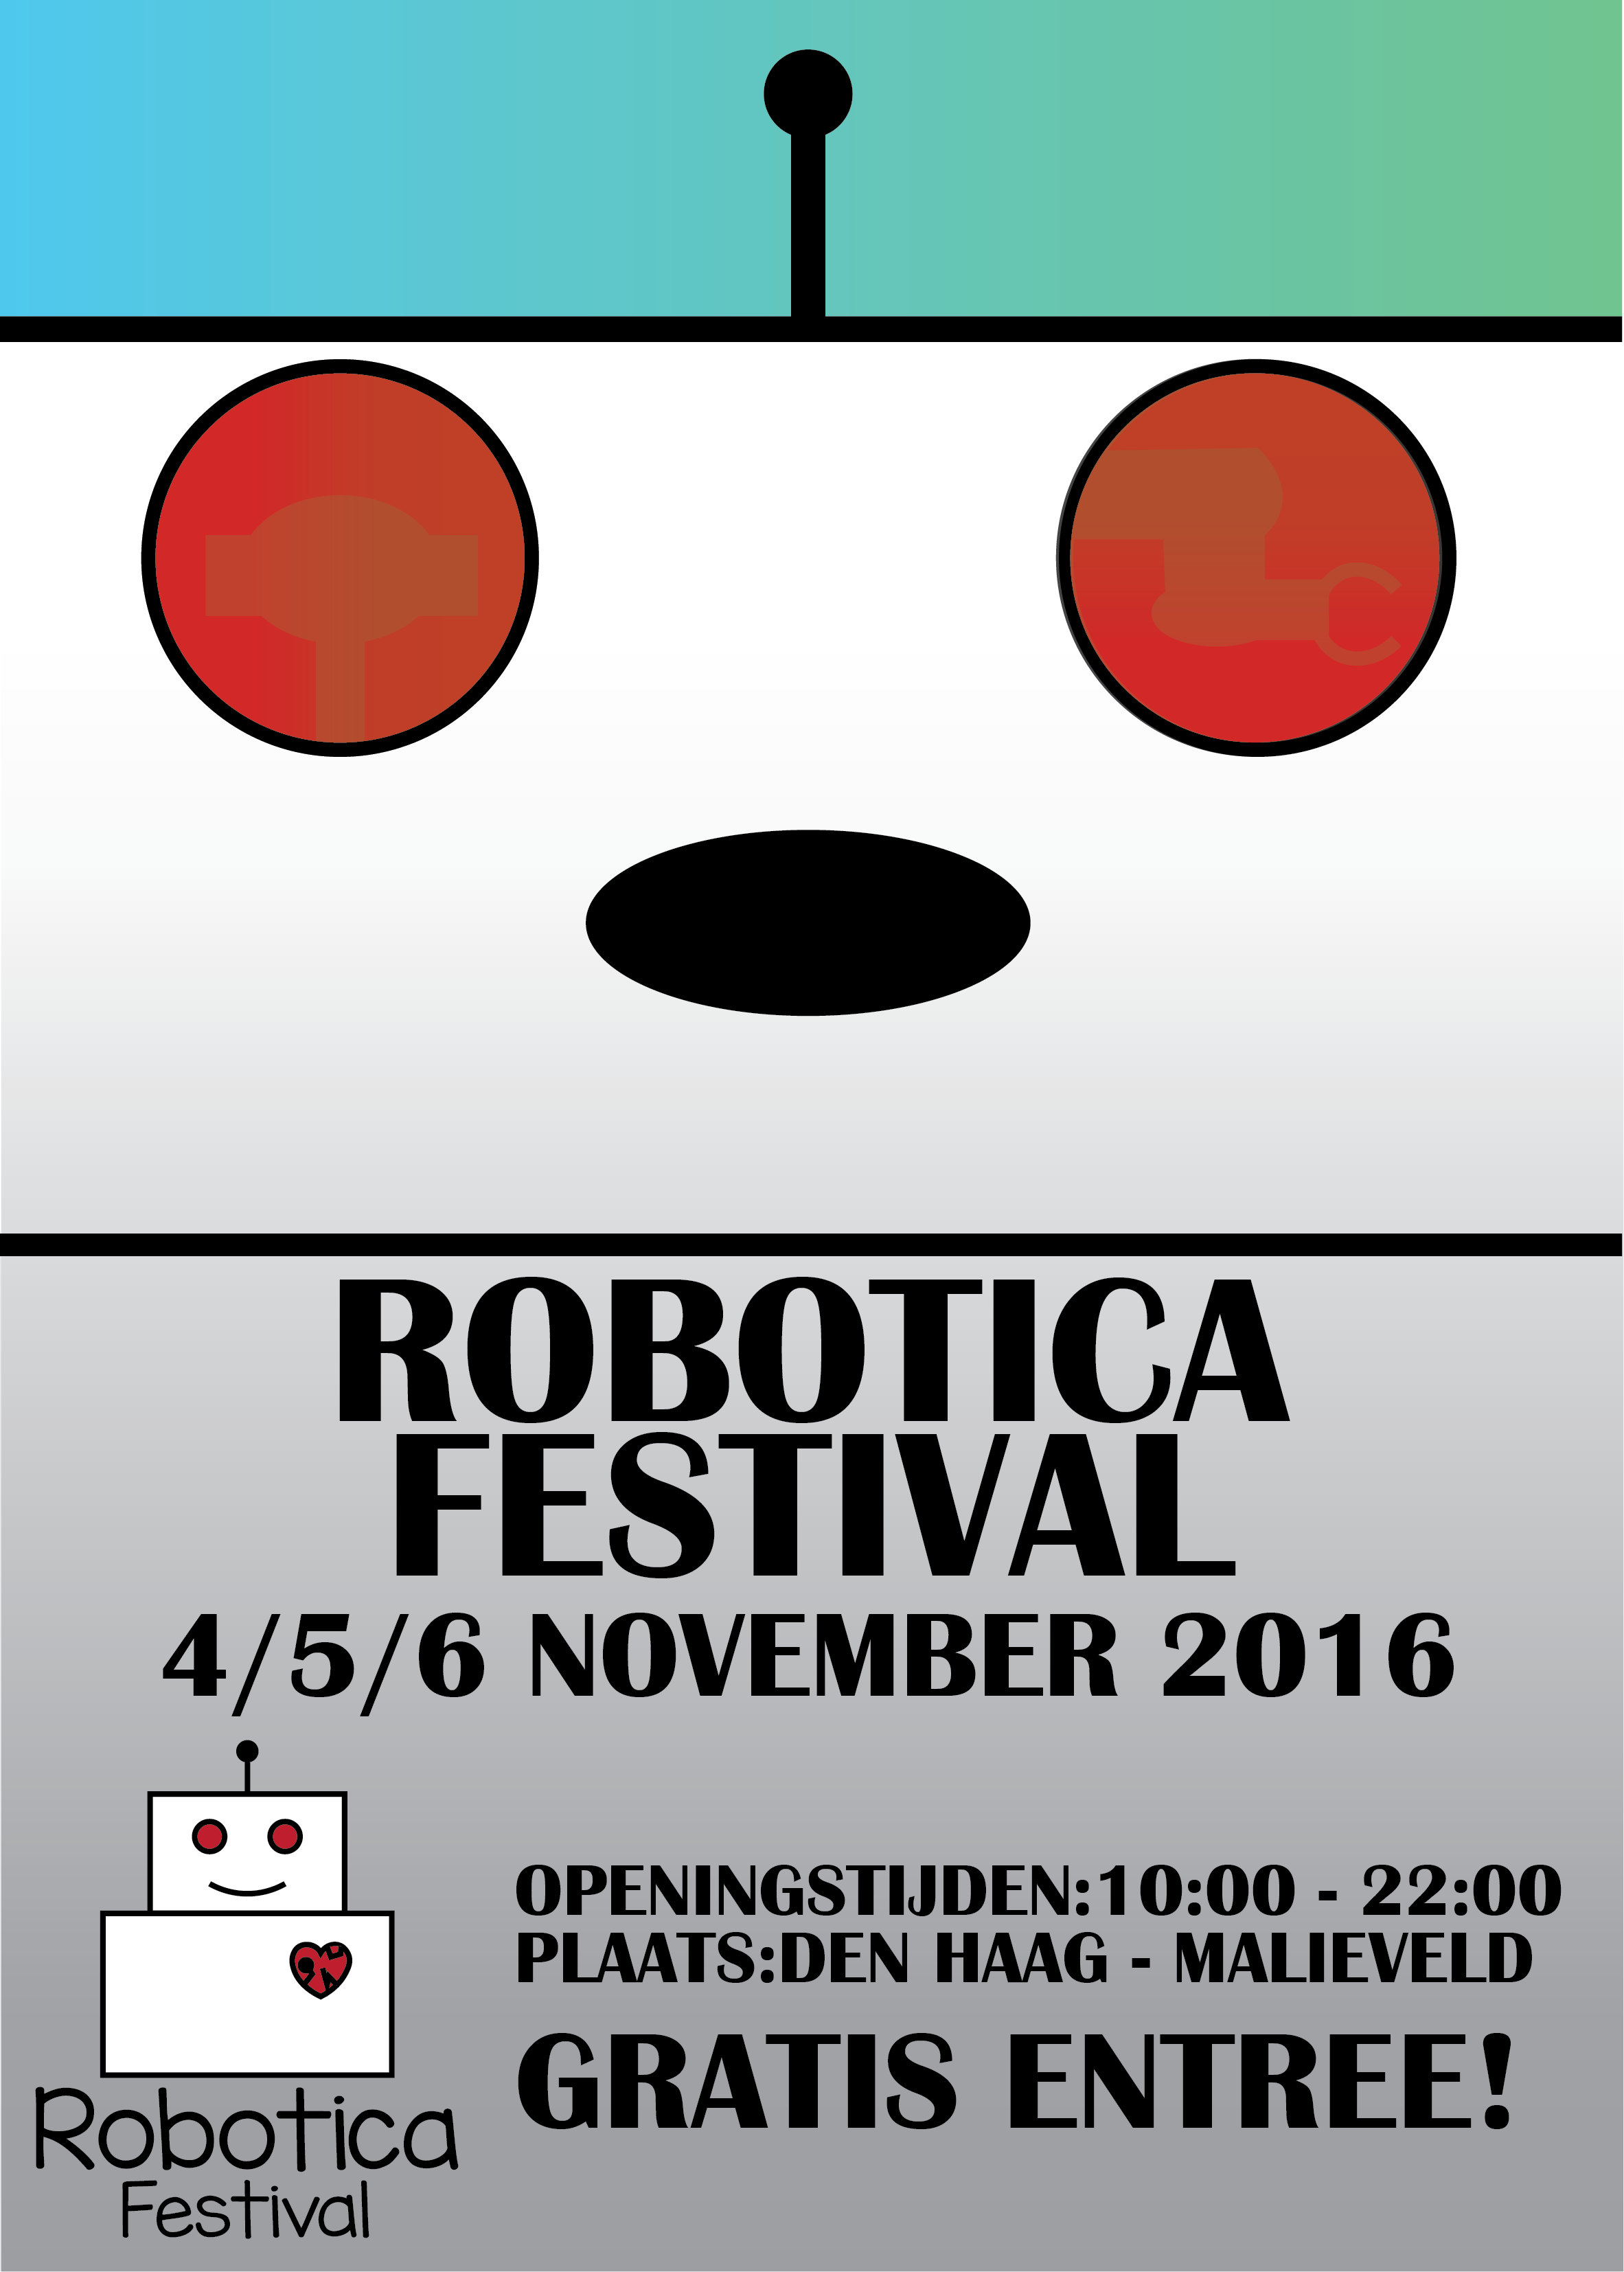 ROBOTICA
FESTIVAL
4/5/6 NOVEMBER 2016
OPENINGSTIJDEN:10:00 - 22:00
PLAATS:DEN HAAG - MALIEVELD
GRATIS ENTREE!
Robotica
Festival